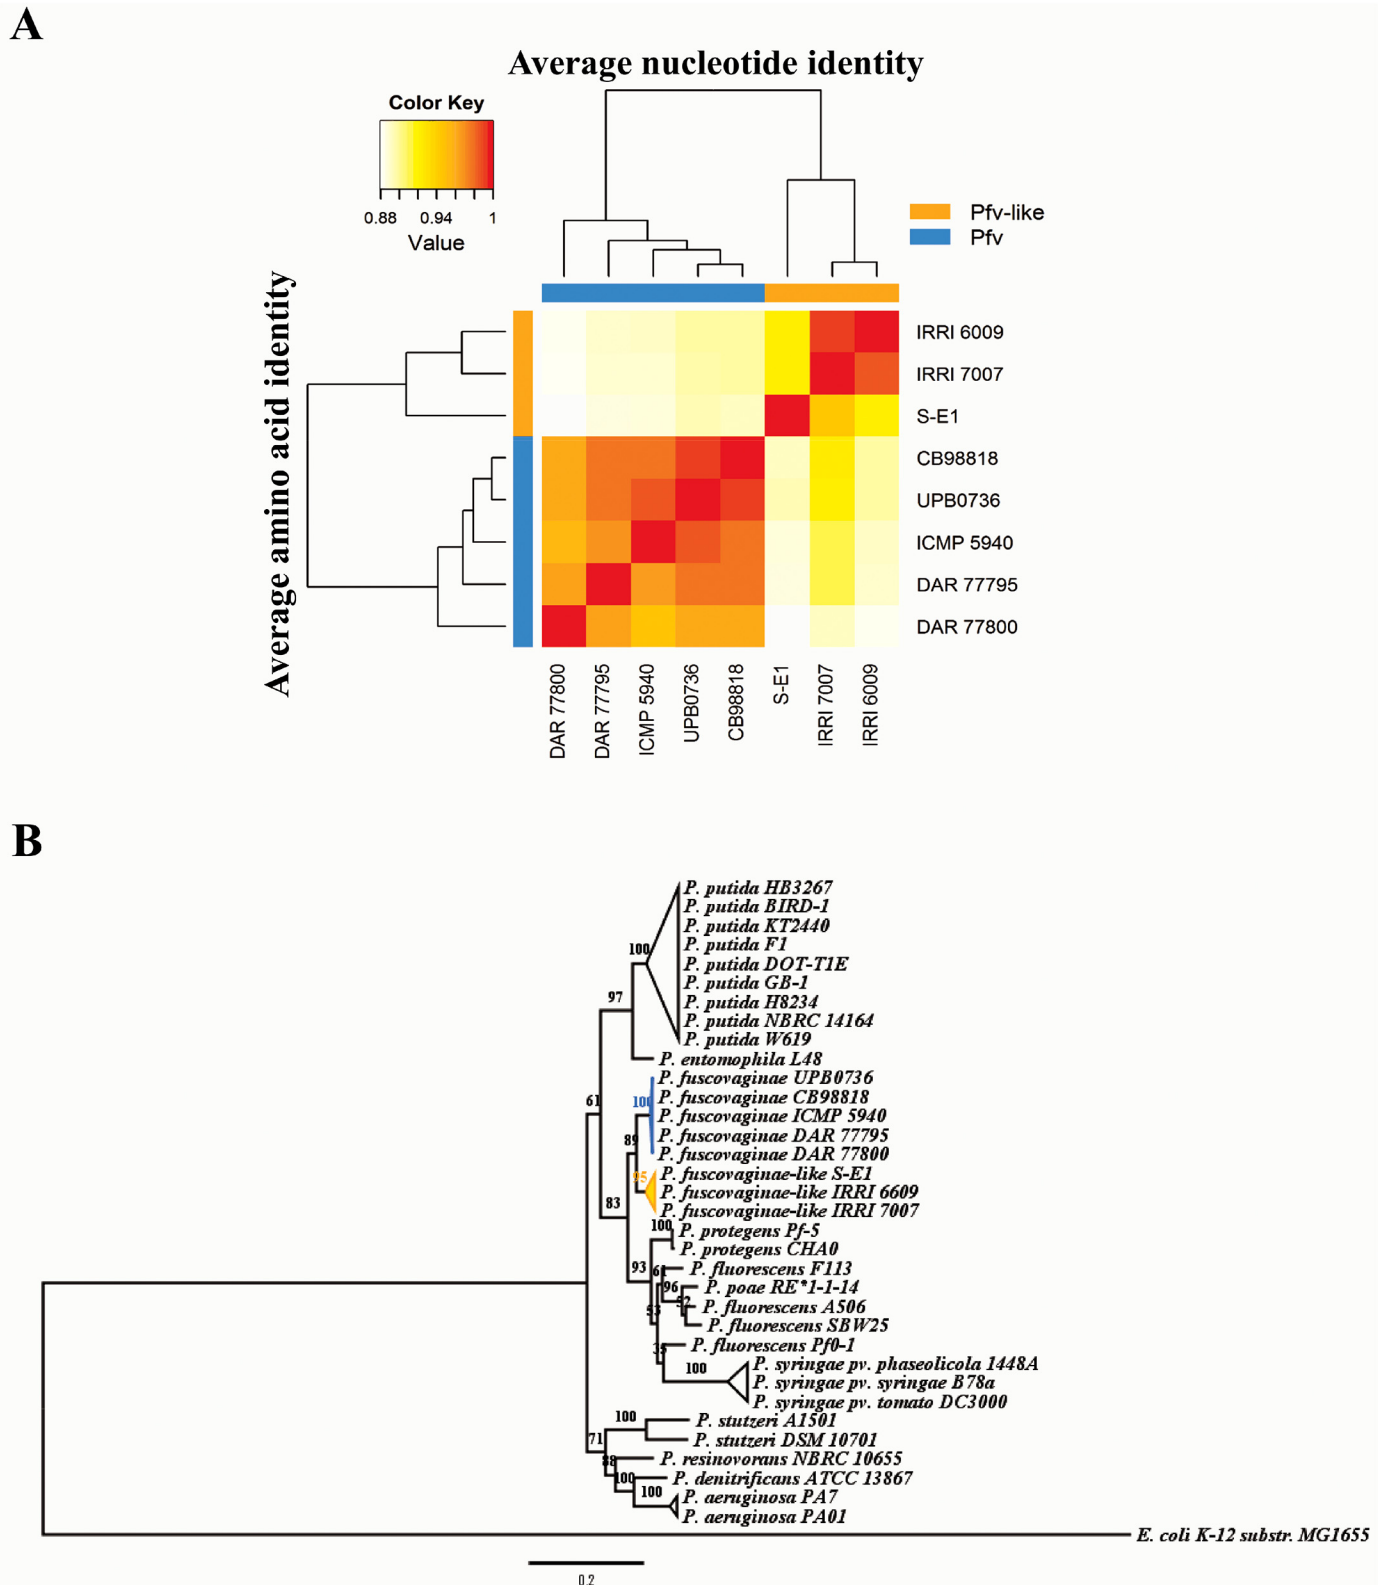 A
Average nucleotide identity
Color Key
0.88 0.94 1
Value
Pfv-like
Pfv
Average amino acid identity
IRRI 6009
IRRI 7007
S-E1
CB98818
UPB0736
ICMP 5940
DAR 77795
DAR 77800
DAR 77800
DAR 77795
ICMP 5940
UPB0736
CB98818
S-E1
IRRI 7007
IRRI 6009
B
P. putida HB3267
P. putida BIRD-1
P. putida KT2440
P. putida F1
100
P. putida DOT-T1E
P. putida GB-1
97
P. putida H8234
P. putida NBRC 14164
P. putida W619
P. entomophila L48
P. fuscovaginae UPB0736
61
100
P. fuscovaginae CB98818
P. fuscovaginae ICMP 5940
89
P. fuscovaginae DAR 77795
P. fuscovaginae DAR 77800
95
P. fuscovaginae-like S-E1
P. fuscovaginae-like IRRI 6609
83
P. fuscovaginae-like IRRI 7007
100
P. protegens Pf-5
P. protegens CHA0
93
61
P. fluorescens F113
96
P. poae RE*1-1-14
57
53
P. fluorescens A506
P. fluorescens SBW25
35
P. fluorescens Pf0-1
100
P. syringae pv. phaseolicola 1448A
P. syringae pv. syringae B78a
P. syringae pv. tomato DC3000
100
P. stutzeri A1501
71
P. stutzeri DSM 10701
88
P. resinovorans NBRC 10655
100
P. denitrificans ATCC 13867
100
P. aeruginosa PA7
P. aeruginosa PA01
E. coli K-12 substr. MG1655
0.2